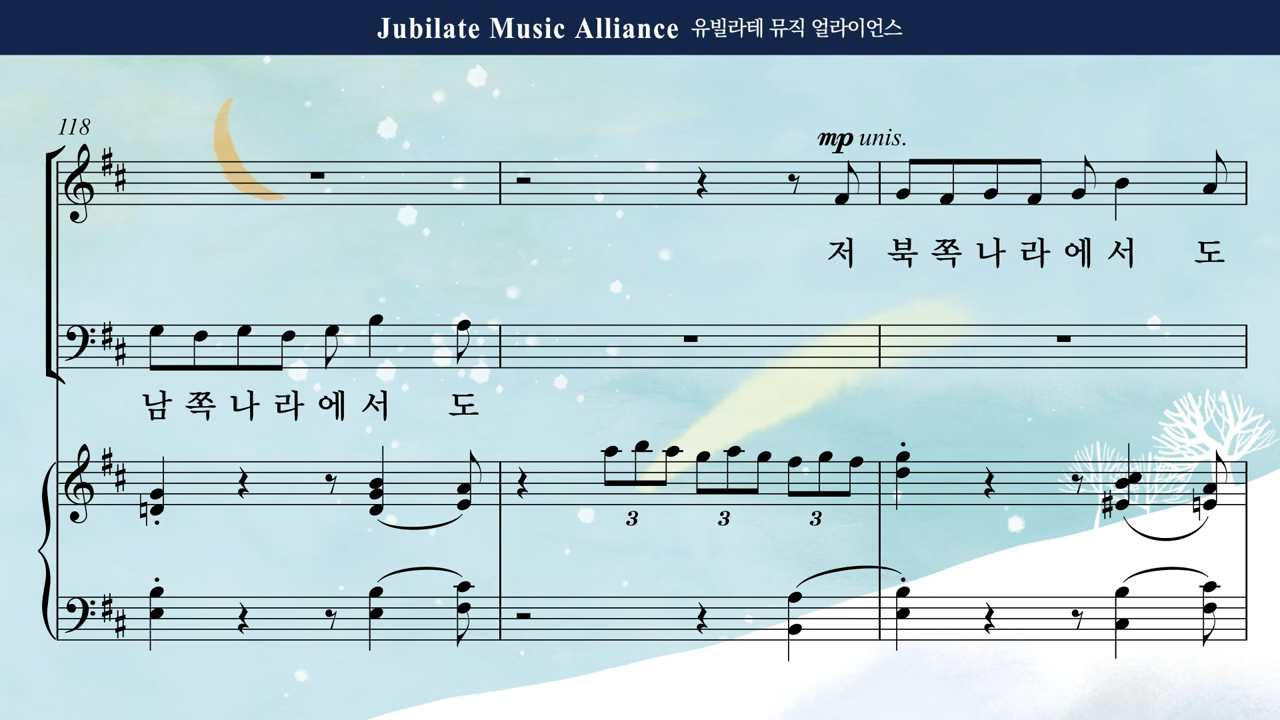 Jubilate Music Alliance 유빌라테 뮤직 얼라이언스
118
mp unis.
저 북 쪽 나 라 에 서 도
남 쪽 나 라 에 서 도
3 3 3